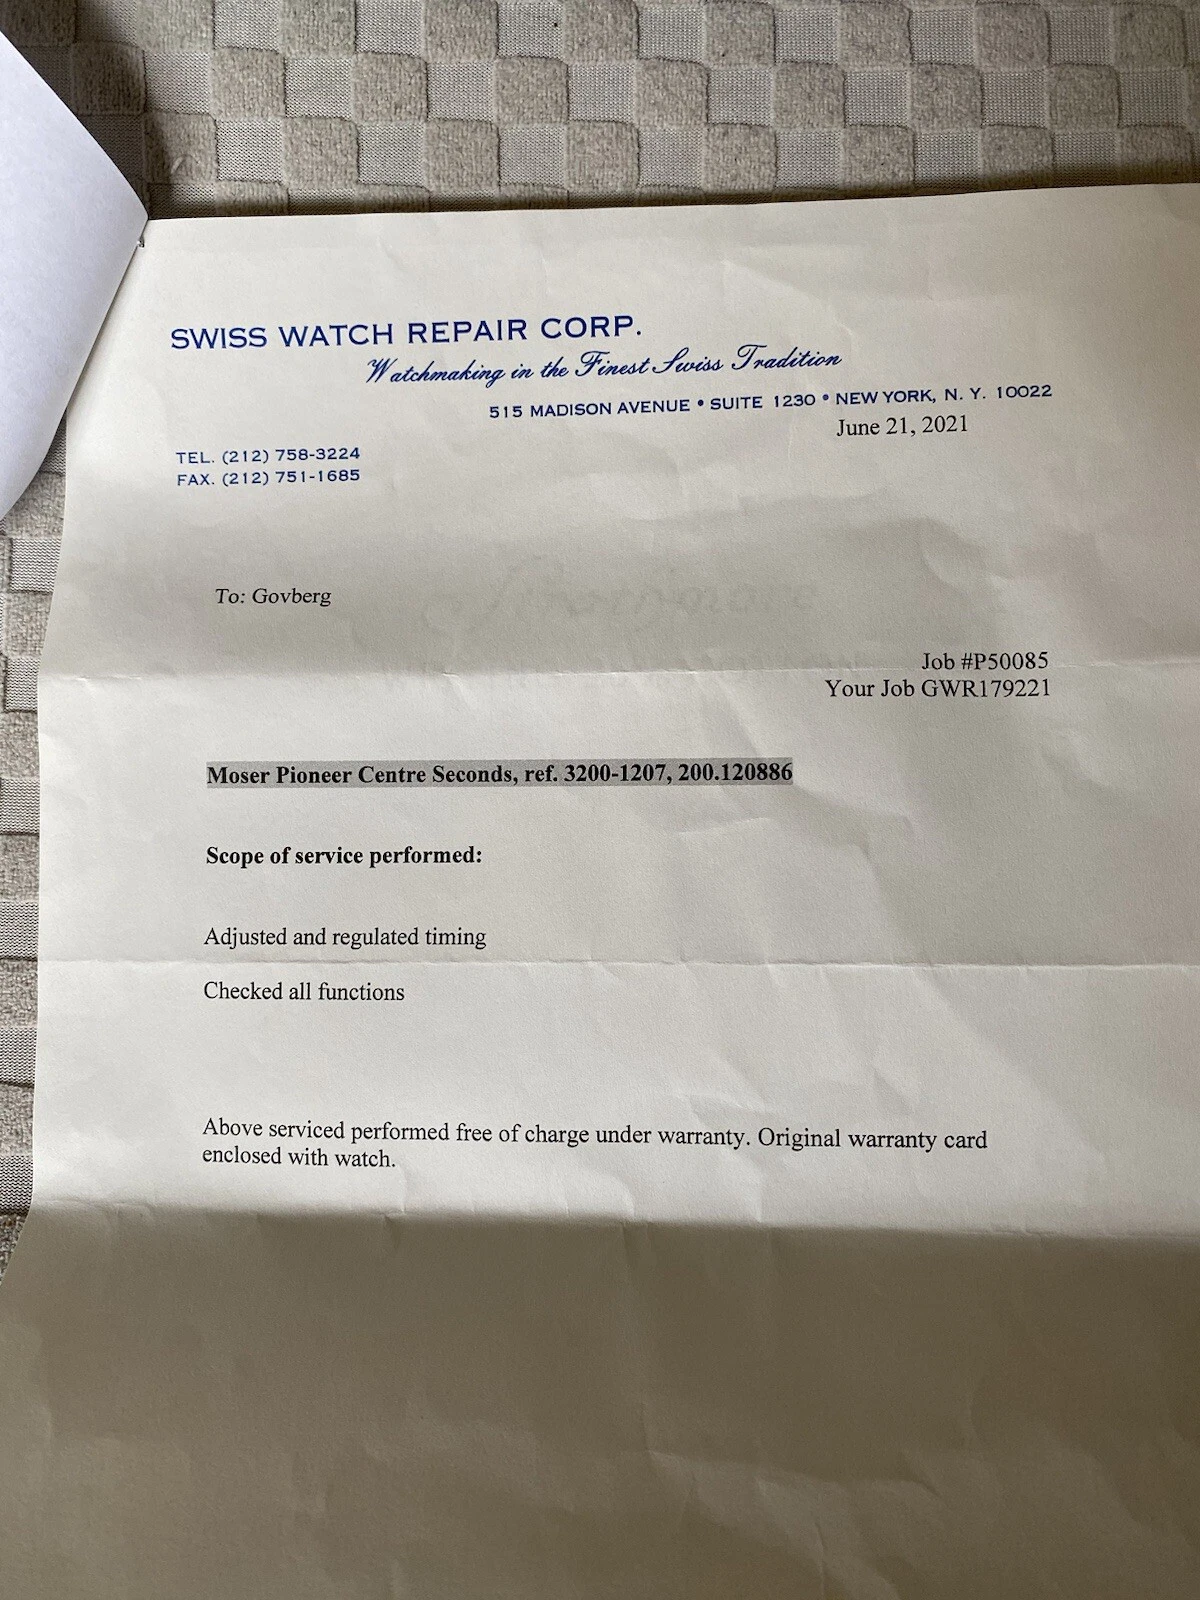 SWISS WATCH REPAIR CORP.
Watchmaking in the Finest Swiss Tradition
515 MADISON AVENUE • SUITE 1230 • NEW YORK, N. Y. 10022
June 21, 2021
TEL. (212) 758-3224
FAX. (212) 751-1685
To: Govberg
Job #P50085
Your Job GWR179221
Moser Pioneer Centre Seconds, ref. 3200-1207, 200.120886
Scope of service performed:
Adjusted and regulated timing
Checked all functions
Above serviced performed free of charge under warranty. Original warranty card
enclosed with watch.